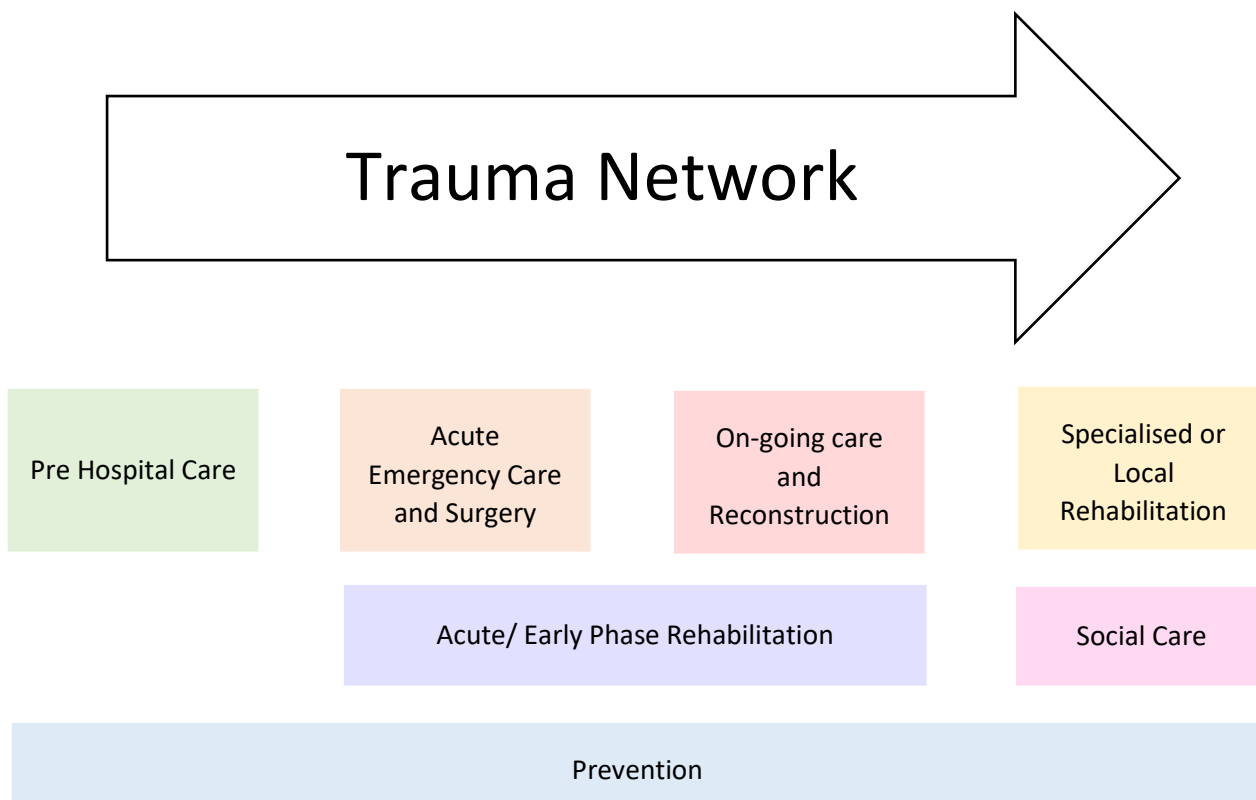 Trauma Network
Pre Hospital Care
Acute
Emergency Care
and Surgery
On-going care
and
Reconstruction
Specialised or
Local
Rehabilitation
Acute/ Early Phase Rehabilitation
Social Care
Prevention